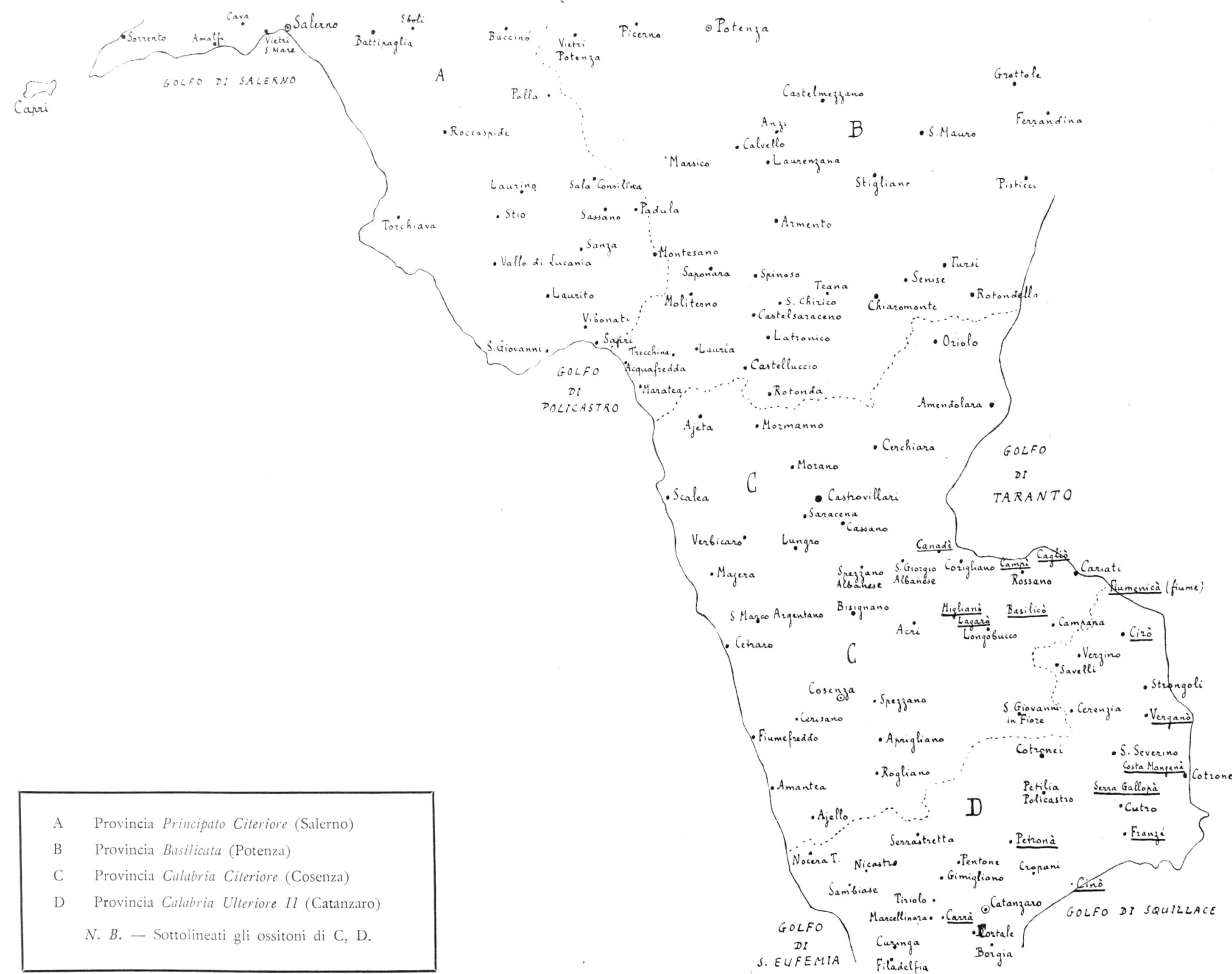 Cava
Salerno
Eboli
Sorrento
Amalfi
Vietri
S. Mare
Battipaglia
Buccino
Vietri
Potenza
Picerno
Potenza
GOLFO DI SALERNO
A
Capri
Polla
Castelmezzano
Grottole
Roccaspide
Anzi
B
Calvello
S. Mauro
Ferrandina
Marsico
Laurenzana
Laurino
Sala Consilina
Stigliano
Pisticci
Torchiava
Stio
Sassano
Padula
Armento
Sanza
Montesano
Vallo di Lucania
Saponara
Spinoso
Tursi
Senise
Teana
Laurito
Moliterno
S. Chirico
Chiaromonte
Rotondella
Castelsaraceno
Vibonati
Sapri
Latronico
Oriolo
S. Giovanni
Trecchina
Lauria
Acquafredda
Castelluccio
GOLFO
DI
POLICASTRO
Maratea
Rotonda
Amendolara
Ajeta
Mormanno
Cerchiara
GOLFO
DI
TARANTO
Morano
C
Scalea
Castrovillari
Saracena
Cassano
Verbicaro
Lungro
Canadè
Cagliò
Majera
Spezzano
Albanese
S. Giorgio
Albanese
Corigliano
Campì
Rossano
Cariati
Fiumenicà (fiume)
S. Marco Argentano
Bisignano
Miglianò
Lagarò
Longobucco
Basilicò
Acri
Campana
Cirò
Cetraro
C
Verzino
Savelli
Cosenza
Spezzano
Strongoli
Cerisano
S. Giovanni
in Fiore
Cerenzia
Verganò
Fiumefreddo
Aprigliano
Cotronei
S. Severino
Costa Mangenà
Cotrone
Rogliano
Amantea
Petilia
Policastro
Serra Gallopà
D
Cutro
Ajello
Serrastretta
Petronà
Franzè
Nocera T.
Nicastro
Pentone
Gimigliano
Cropani
Sambiase
Cinò
Tiriolo
Catanzaro
GOLFO DI SQUILLACE
Marcellinara
Carrà
GOLFO
DI
S. EUFEMIA
Curinga
Filadelfia
Borgia
A Provincia Principato Citeriore (Salerno)
B Provincia Basilicata (Potenza)
C Provincia Calabria Citeriore (Cosenza)
D Provincia Calabria Ulteriore II (Catanzaro)
N. B. — Sottolineati gli ossitoni di C, D.